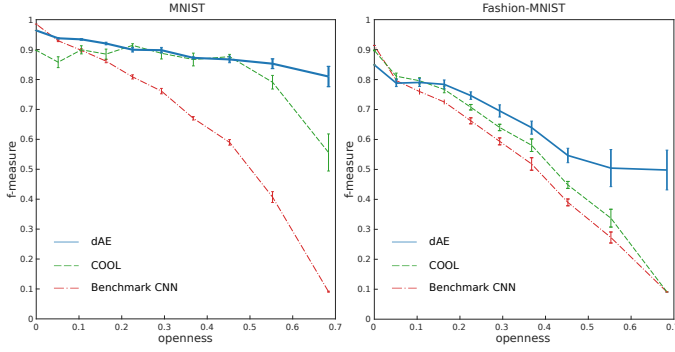 MNIST
1
0.9
0.8
0.7
0.6
0.5
0.4
0.3
0.2
0.1
0
f-measure
dAE
COOL
Benchmark CNN
0 0.1 0.2 0.3 0.4 0.5 0.6 0.7
openness
Fashion-MNIST
1
0.9
0.8
0.7
0.6
0.5
0.4
0.3
0.2
0.1
0
f-measure
dAE
COOL
Benchmark CNN
0 0.1 0.2 0.3 0.4 0.5 0.6
openness